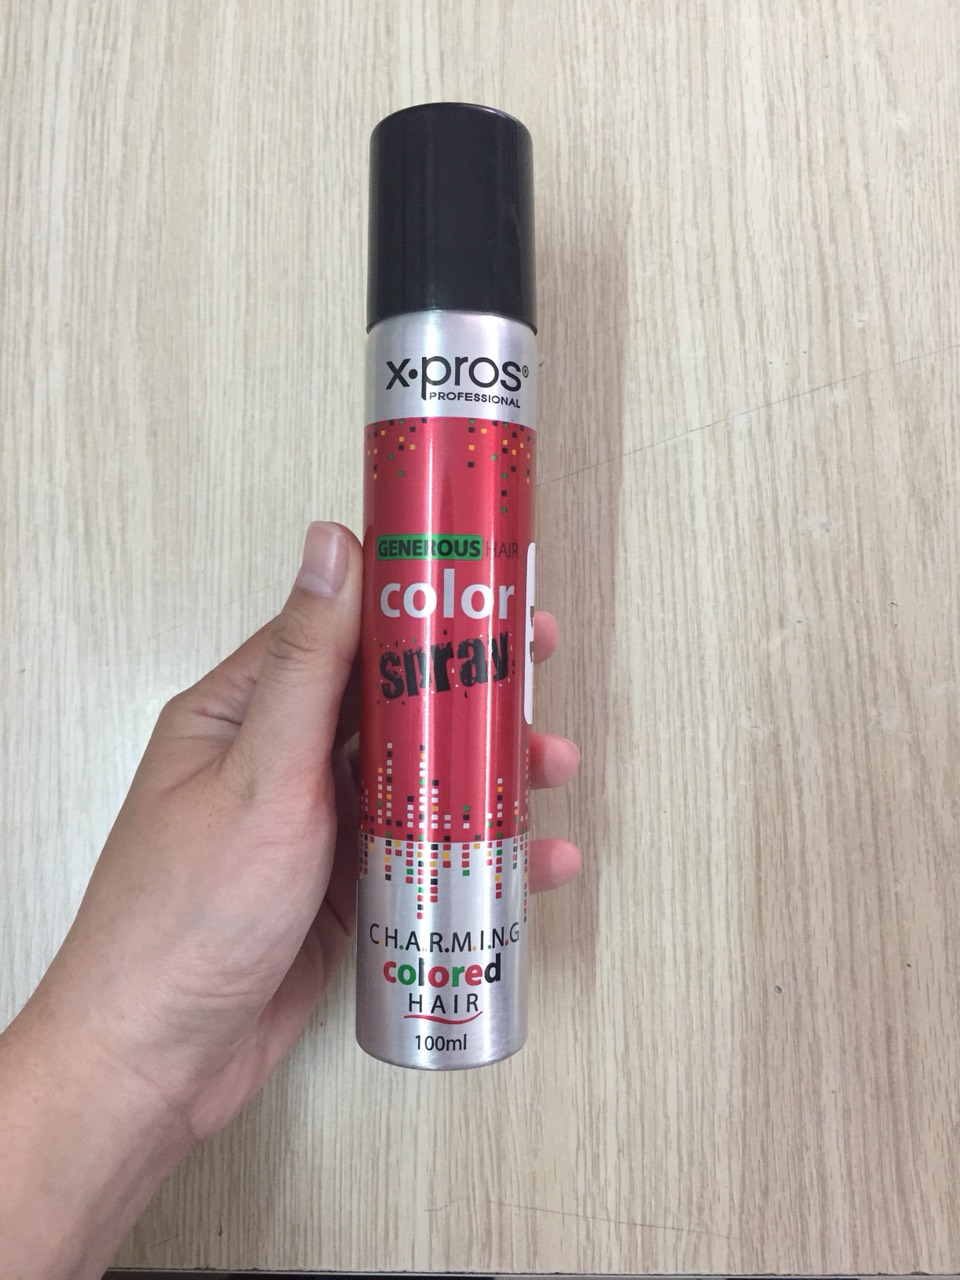 x•pros®
PROFESSIONAL
GENEROUS HAIR
color
spray
C.H.A.R.M.I.N.G
colored
HAIR
100ml